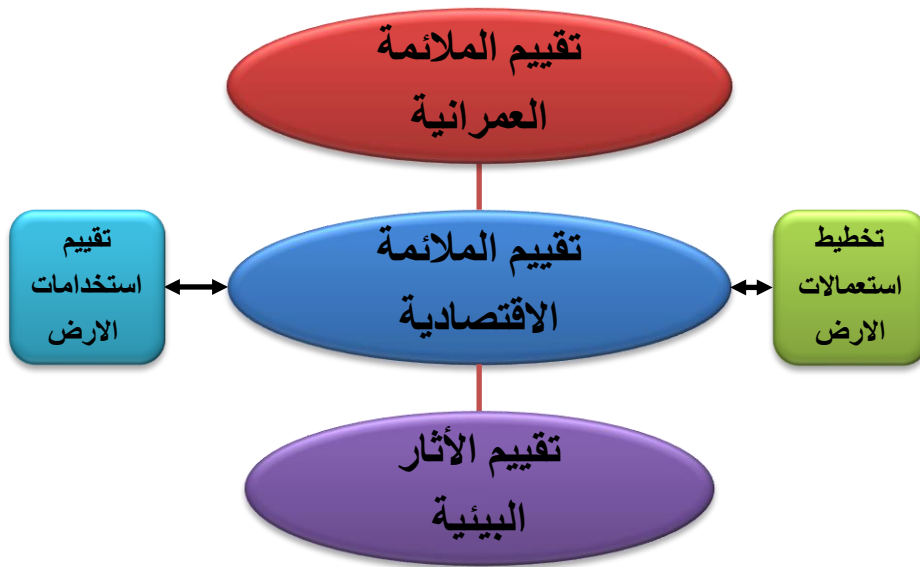 تقييم الملائمة
العمرانية
تخطيط
استعمالات
الارض
تقييم الملائمة
الاقتصادية
تقييم
استخدامات
الارض
تقييم الأثار
البيئية